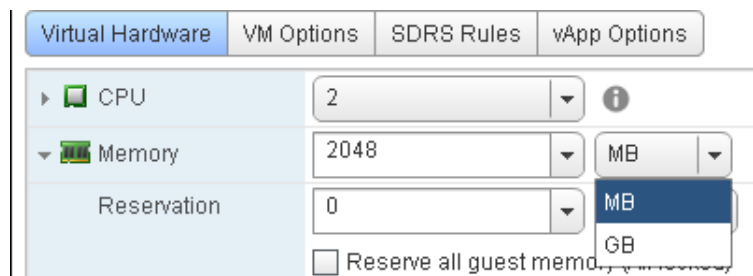 Virtual Hardware VM Options SDRS Rules vApp Options
CPU 2
Memory 2048 MB
Reservation 0 MB
GB
Reserve all guest